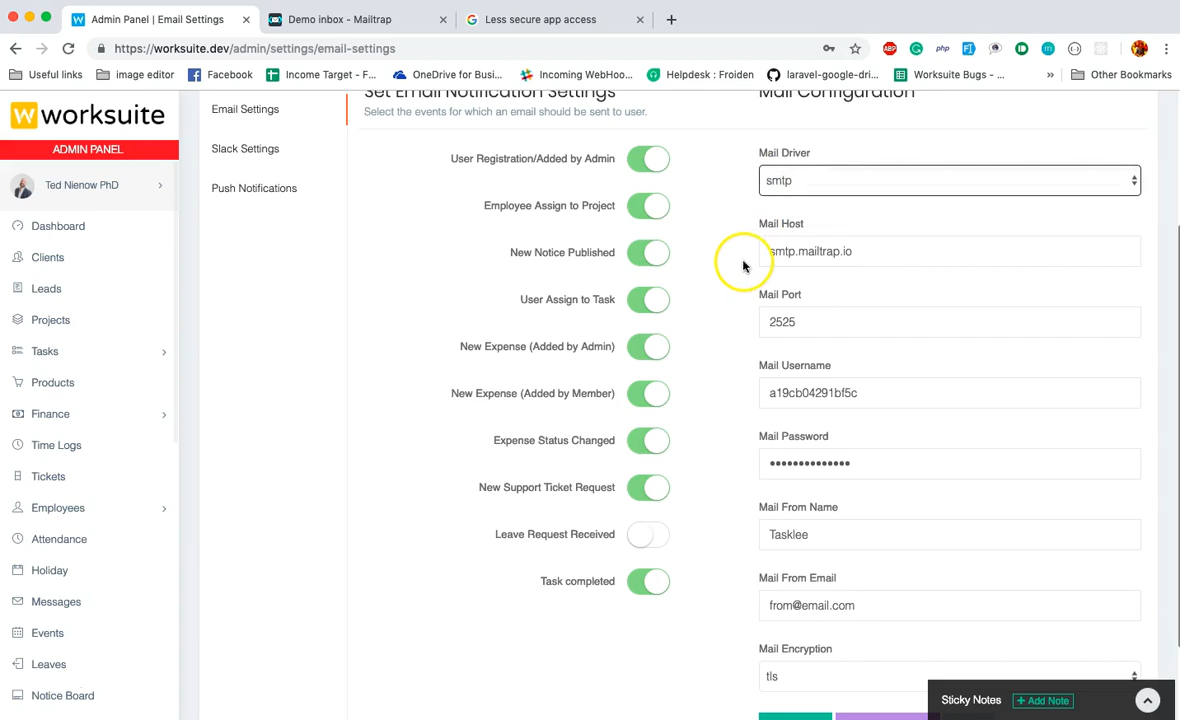 Admin Panel | Email Settings
Demo inbox - Mailtrap
Less secure app access
https://worksuite.dev/admin/settings/email-settings
Useful links
image editor
Facebook
Income Target - F...
OneDrive for Busi...
Incoming WebHoo...
Helpdesk : Froiden
laravel-google-dri...
Worksuite Bugs - ...
Other Bookmarks
worksuite
ADMIN PANEL
Ted Nienow PhD
Dashboard
Clients
Leads
Projects
Tasks
Products
Finance
Time Logs
Tickets
Employees
Attendance
Holiday
Messages
Events
Leaves
Notice Board
Email Settings
Slack Settings
Push Notifications
Set Email Notification Settings
Select the events for which an email should be sent to user.
User Registration/Added by Admin
Employee Assign to Project
New Notice Published
User Assign to Task
New Expense (Added by Admin)
New Expense (Added by Member)
Expense Status Changed
New Support Ticket Request
Leave Request Received
Task completed
Mail Configuration
Mail Driver
smtp
Mail Host
smtp.mailtrap.io
Mail Port
2525
Mail Username
a19cb04291bf5c
Mail Password
••••••••••••••
Mail From Name
Tasklee
Mail From Email
from@email.com
Mail Encryption
tls
Sticky Notes
+ Add Note